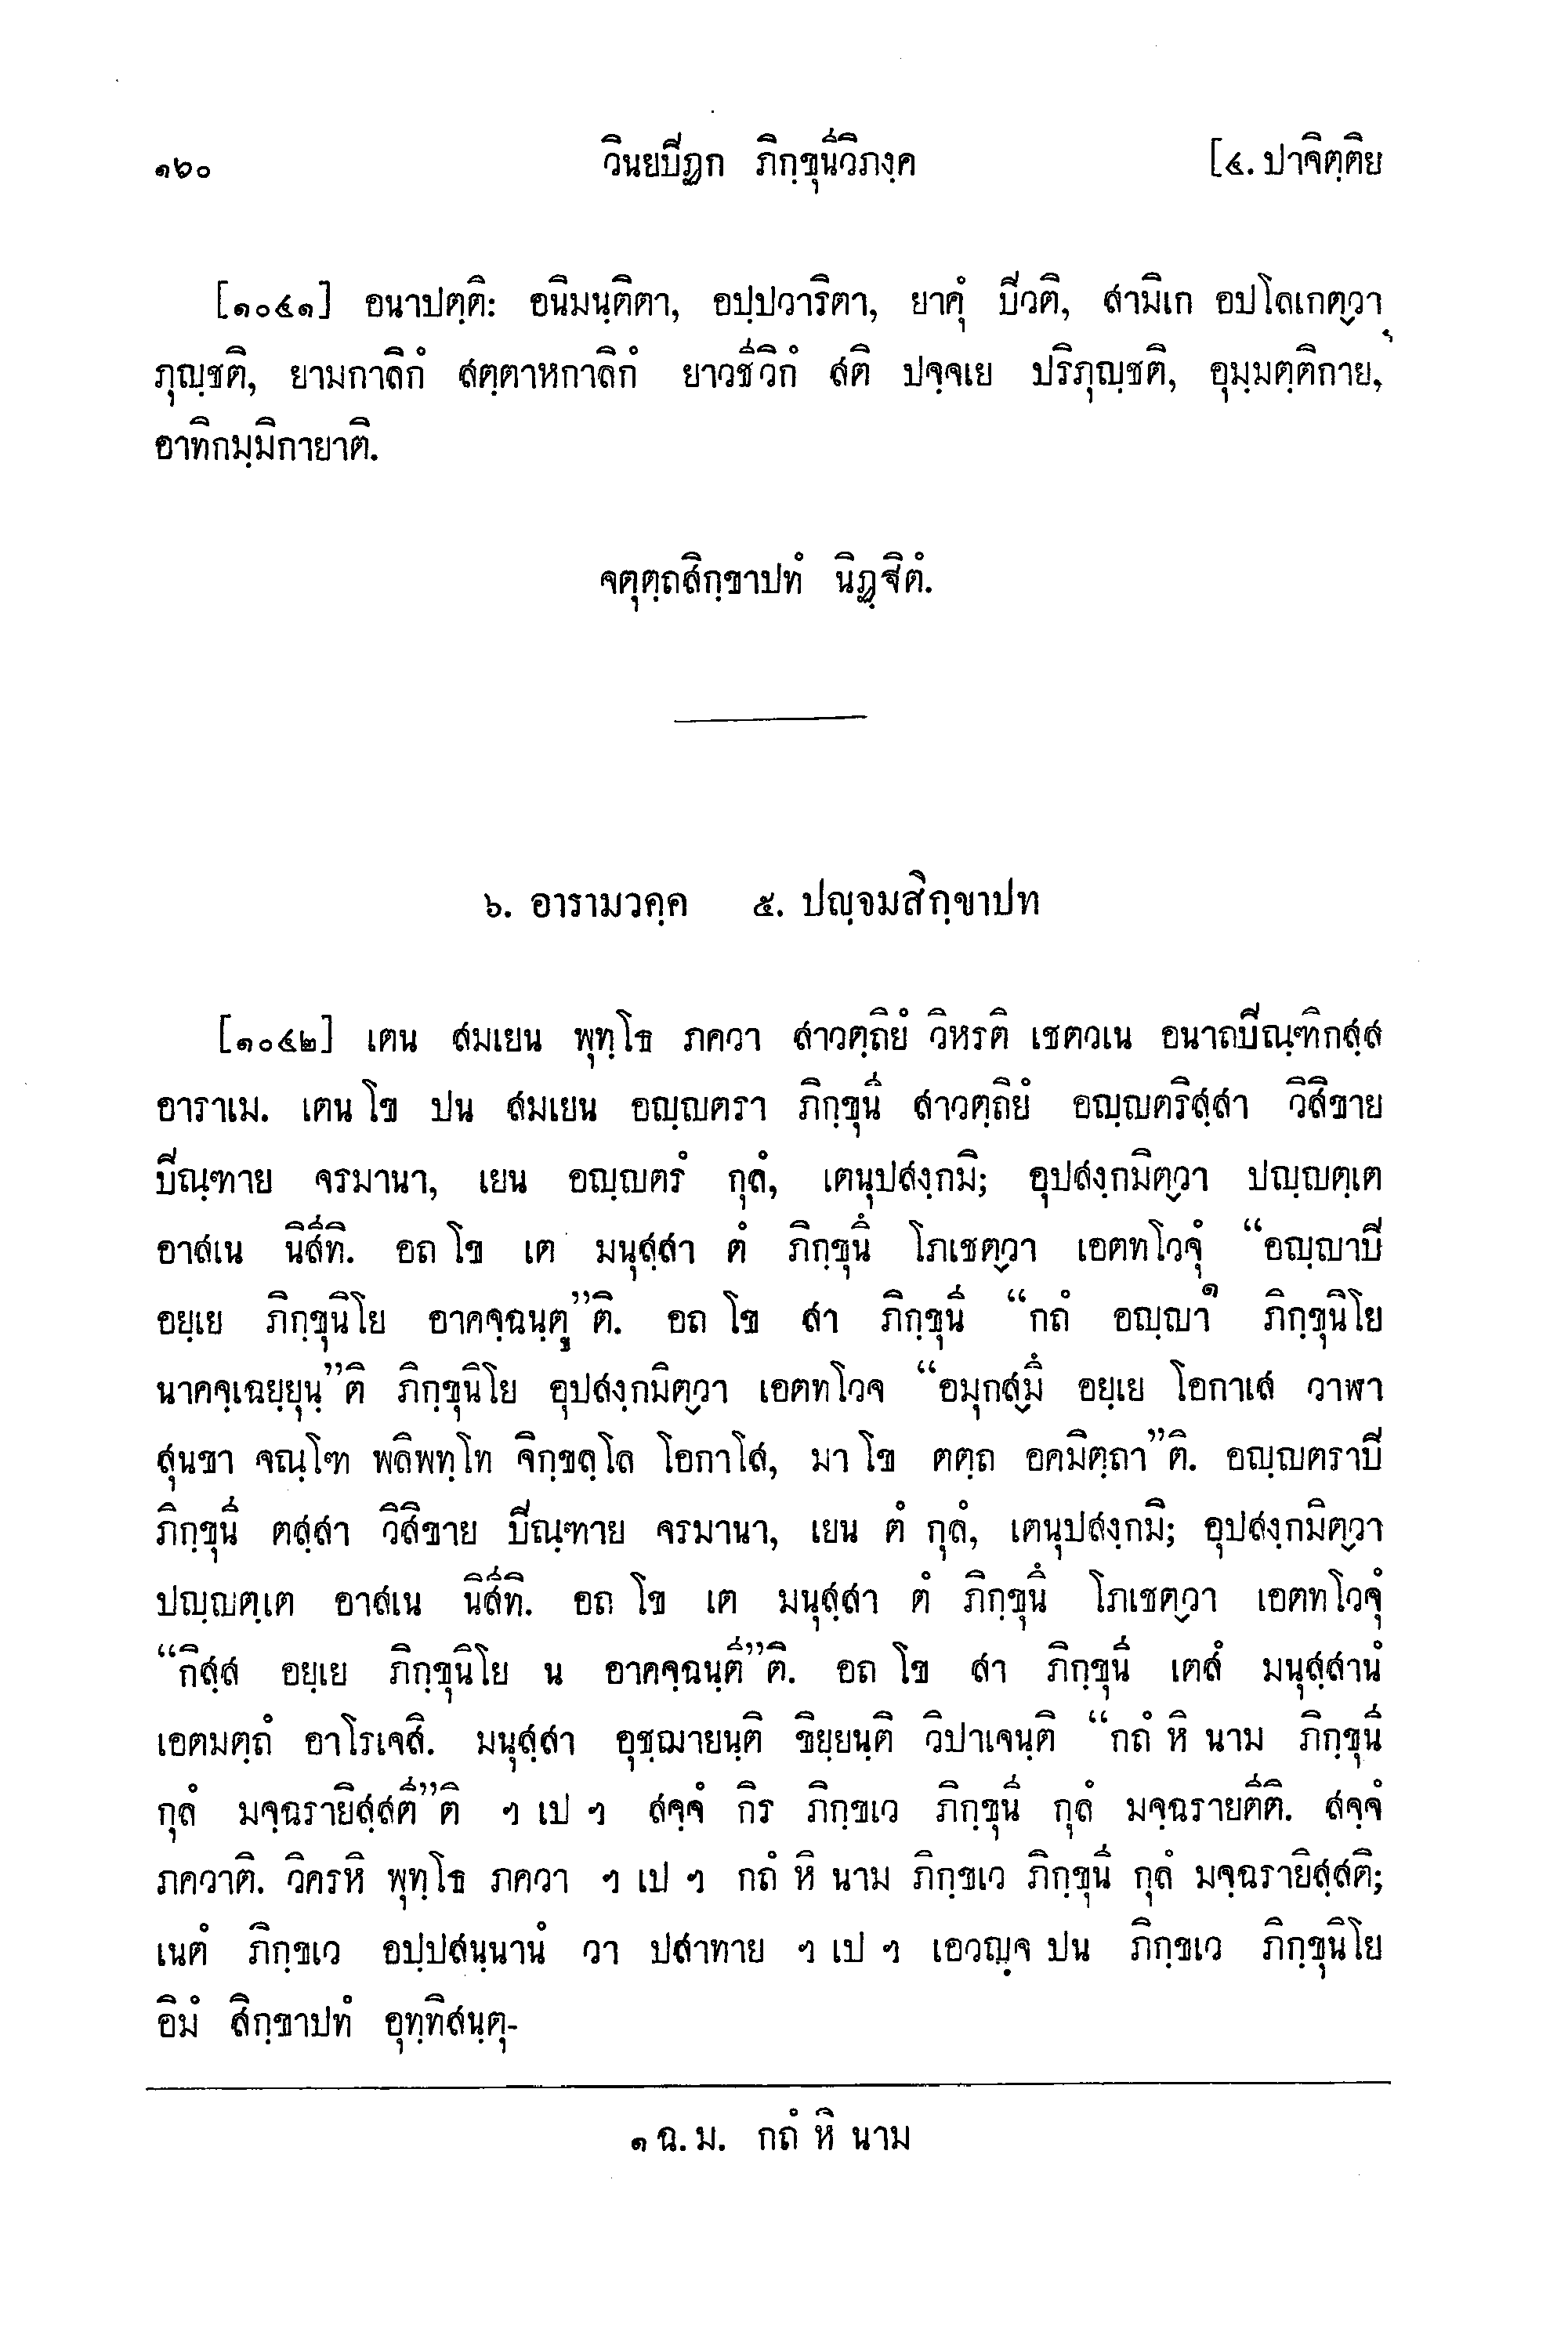 ๑๖๐ วินยปิฏก ภิกฺขุนีวิภงฺค [๔. ปาจิตฺติย
[๑๐๔๑] อนาปตฺติ: อนิมนฺติตา, อปฺปวาริตา, ยาคุํ ปิวติ, สามิเก อปโลเกตฺวา
ภุญฺชติ, ยามกาลิกํ สตฺตาหกาลิกํ ยาวชีวิกํ สติ ปจฺจเย ปริภุญฺชติ, อุมฺมตฺติกาย,
อาทิกมฺมิกายาติ.
จตุตฺถสิกฺขาปทํ นิฏฺฐิตํ.
๖. อารามวคฺค ๕. ปญฺจมสิกฺขาปท
[๑๐๔๒] เตน สมเยน พุทฺโธ ภควา สาวตฺถิยํ วิหรติ เชตวเน อนาถปิณฺฑิกสฺส
อาราเม. เตน โข ปน สมเยน อญฺญตรา ภิกฺขุนี สาวตฺถิยํ อญฺญตริสฺสา วิสิขาย
ปิณฺฑาย จรมานา, เยน อญฺญตรํ กุลํ, เตนุปสงฺกมิ; อุปสงฺกมิตฺวา ปญฺญตฺเต
อาสเน นิสีทิ. อถ โข เต มนุสฺสา ตํ ภิกฺขุนึ โภเชตฺวา เอตทโวจุํ “อญฺญาปิ
อยฺเย ภิกฺขุนิโย อาคจฺฉนฺตู”ติ. อถ โข สา ภิกฺขุนี “กถํ อญฺญา๑ ภิกฺขุนิโย
นาคจฺเฉยฺยุนฺ”ติ ภิกฺขุนิโย อุปสงฺกมิตฺวา เอตทโวจ “อมุกสฺมึ อยฺเย โอกาเส วาฬา
สุนขา จณฺโฑ พลิพทฺโท จิกฺขลฺโล โอกาโส, มา โข ตตฺถ อคมิตฺถา”ติ. อญฺญตราปิ
ภิกฺขุนี ตสฺสา วิสิขาย ปิณฺฑาย จรมานา, เยน ตํ กุลํ, เตนุปสงฺกมิ; อุปสงฺกมิตฺวา
ปญฺญตฺเต อาสเน นิสีทิ. อถ โข เต มนุสฺสา ตํ ภิกฺขุนึ โภเชตฺวา เอตทโวจุํ
“กิสฺส อยฺเย ภิกฺขุนิโย น อาคจฺฉนฺตี”ติ. อถ โข สา ภิกฺขุนี เตสํ มนุสฺสานํ
เอตมตฺถํ อาโรเจสิ. มนุสฺสา อุชฺฌายนฺติ ขิยฺยนฺติ วิปาเจนฺติ “กถํ หิ นาม ภิกฺขุนี
กุลํ มจฺฉรายิสฺสตี”ติ ฯ เป ฯ สจฺจํ กิร ภิกฺขเว ภิกฺขุนี กุลํ มจฺฉรายตีติ. สจฺจํ
ภควาติ. วิครหิ พุทฺโธ ภควา ฯ เป ฯ กถํ หิ นาม ภิกฺขเว ภิกฺขุนี กุลํ มจฺฉรายิสฺสติ;
เนตํ ภิกฺขเว อปฺปสนฺนานํ วา ปสาทาย ฯ เป ฯ เอวญฺจ ปน ภิกฺขเว ภิกฺขุนิโย
อิมํ สิกฺขาปทํ อุทฺทิสนฺตุ-
๑ ฉ. ม. กถํ หิ นาม